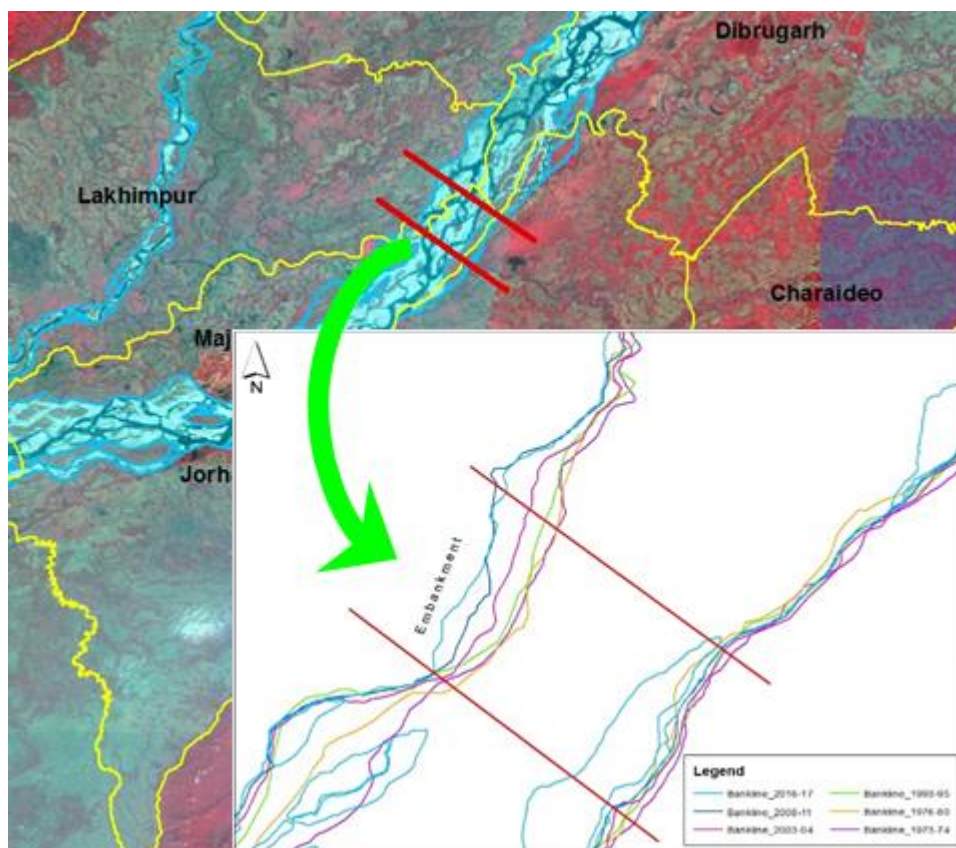 Dibrugarh
Lakhimpur
Charaideo
Maj
Jorh
N
Embankment
Legend
Bankline_2016-17
Bankline_2008-11
Bankline_2003-04
Bankline_1993-95
Bankline_1976-80
Bankline_1973-74